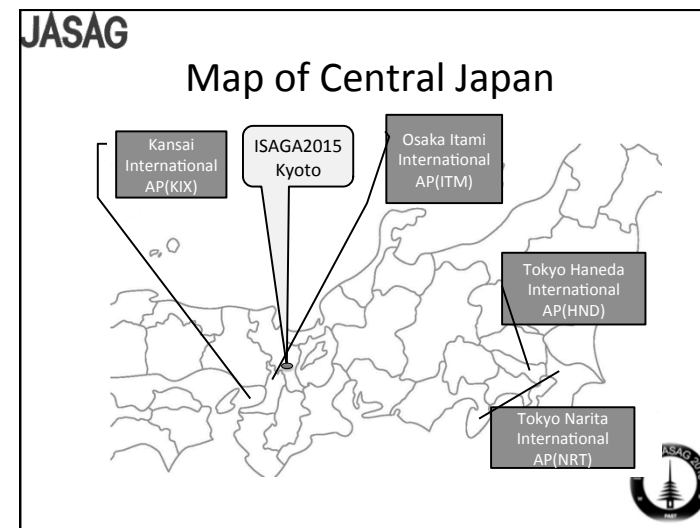 JASAG
Map of Central Japan
Kansai
International
AP(KIX)
ISAGA2015
Kyoto
Osaka Itami
International
AP(ITM)
Tokyo Haneda
International
AP(HND)
Tokyo Narita
International
AP(NRT)